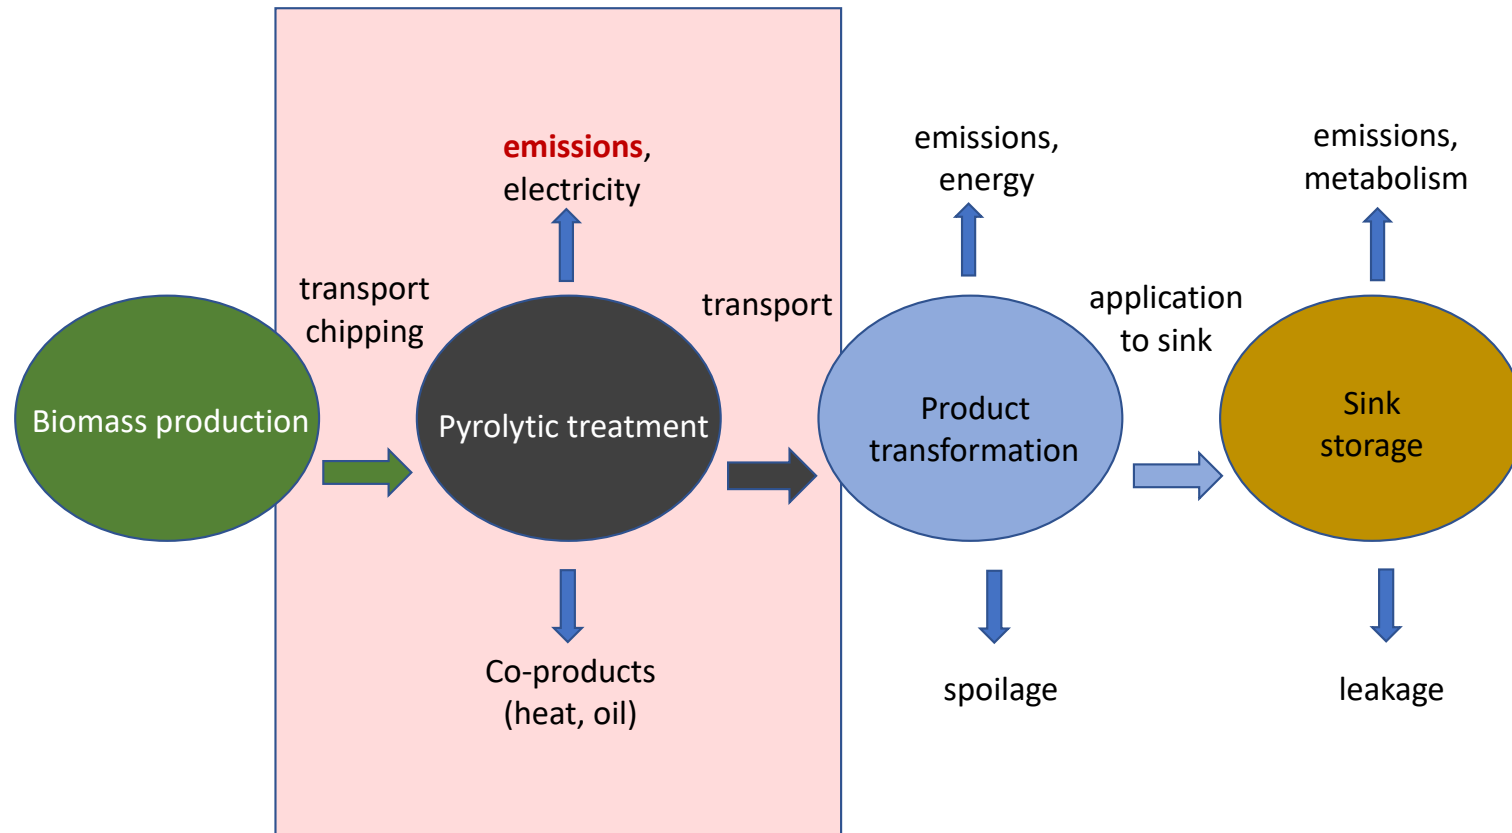 Biomass production
transport
chipping
emissions,
electricity
Pyrolytic treatment
Co-products
(heat, oil)
transport
emissions,
energy
Product
transformation
spoilage
application
to sink
emissions,
metabolism
Sink
storage
leakage